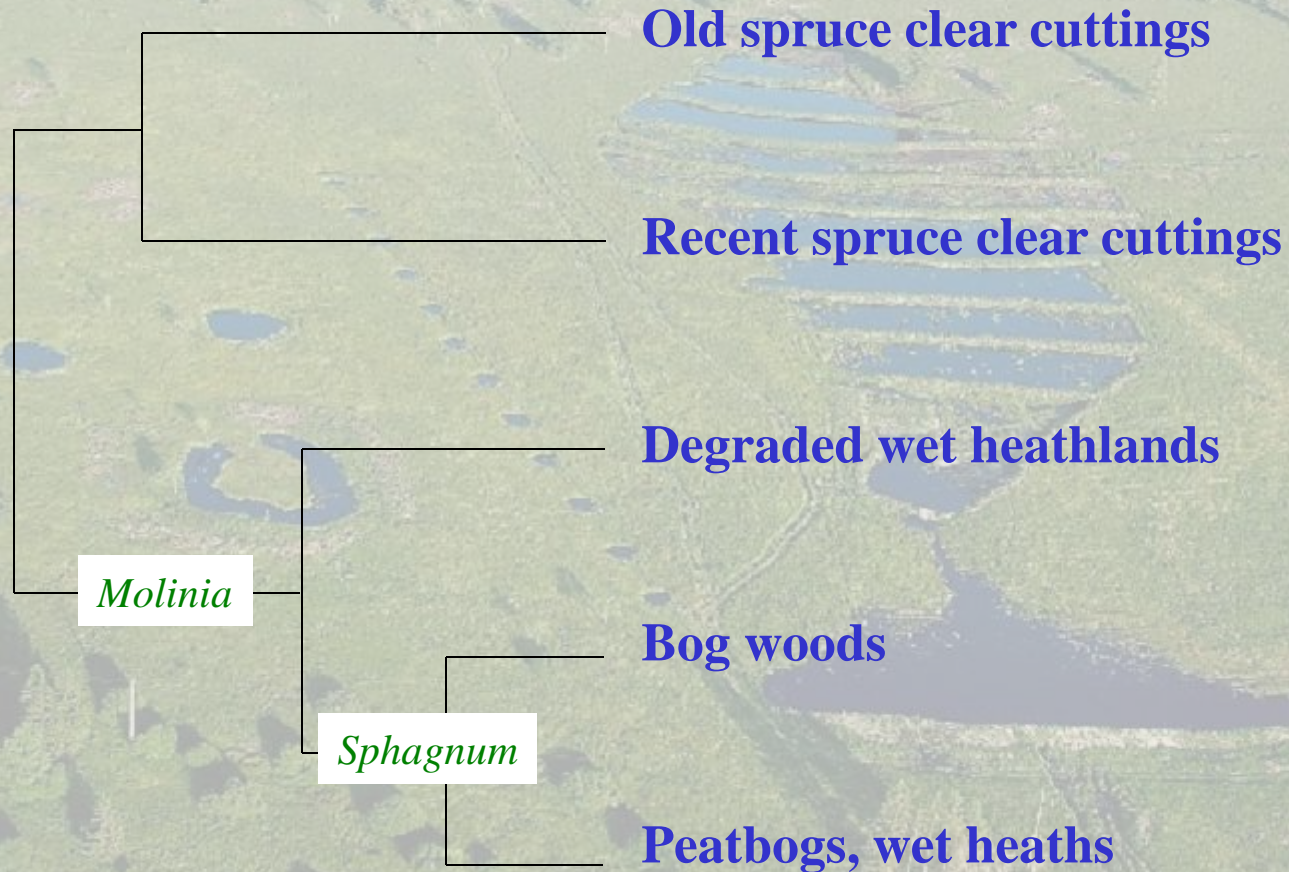 Old spruce clear cuttings
Recent spruce clear cuttings
Degraded wet heathlands
Molinia
Bog woods
Sphagnum
Peatbogs, wet heaths